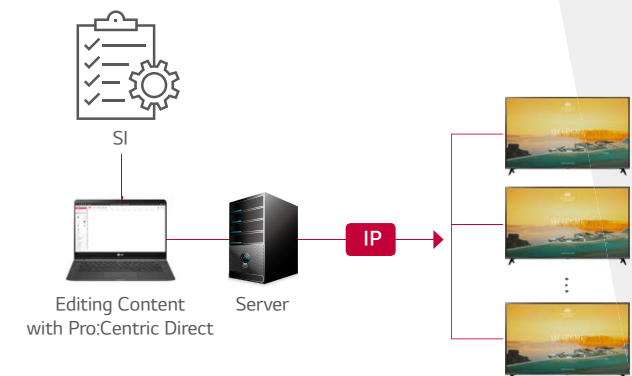 SI
Editing Content
with Pro:Centric Direct
Server
IP